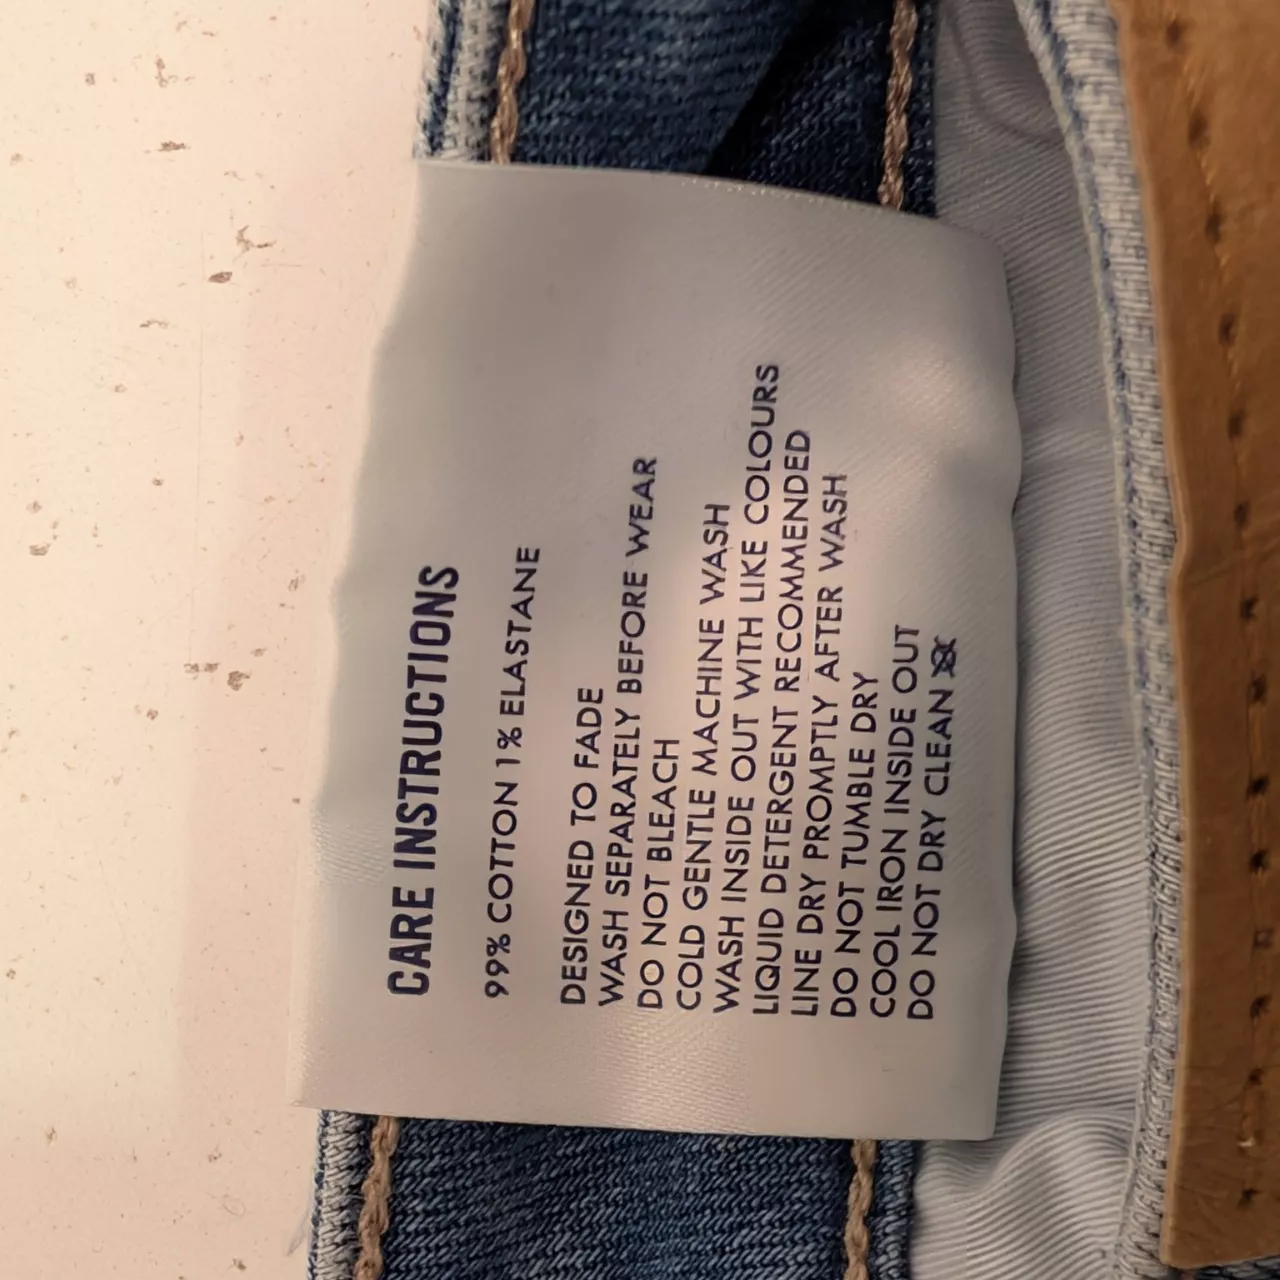 CARE INSTRUCTIONS
99% COTTON 1% ELASTANE
DESIGNED TO FADE
WASH SEPARATELY BEFORE WEAR
DO NOT BLEACH
COLD GENTLE MACHINE WASH
WASH INSIDE OUT WITH LIKE COLOURS
LIQUID DETERGENT RECOMMENDED
LINE DRY PROMPTLY AFTER WASH
DO NOT TUMBLE DRY
COOL IRON INSIDE OUT
DO NOT DRY CLEAN